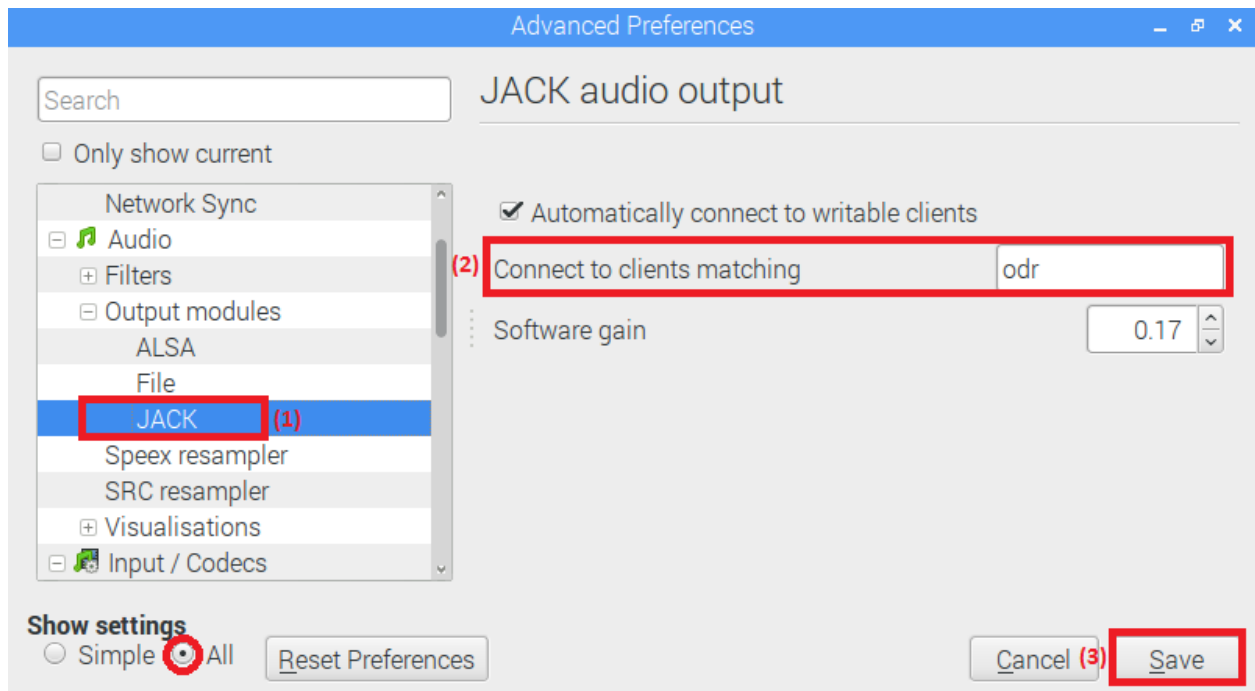 Advanced Preferences
Search
Only show current
Network Sync
Audio
Filters
Output modules
ALSA
File
JACK (1)
Speex resampler
SRC resampler
Visualisations
Input / Codecs
JACK audio output
Automatically connect to writable clients
(2) Connect to clients matching odr
Software gain 0.17
Show settings
Simple All Reset Preferences Cancel (3) Save